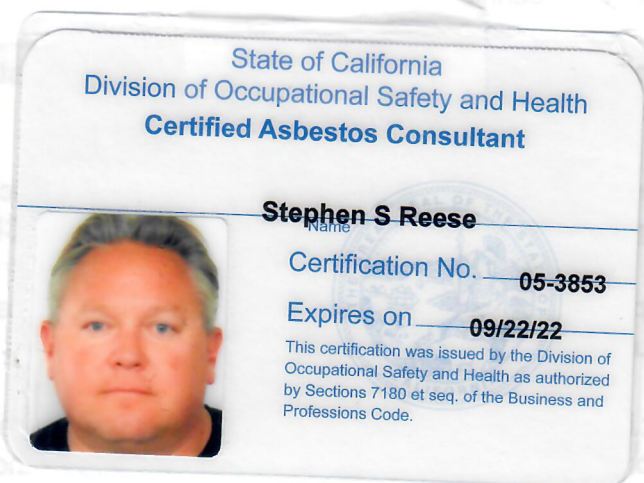 State of California
Division of Occupational Safety and Health
Certified Asbestos Consultant
Stephen S Reese
Name
Certification No. 05-3853
Expires on 09/22/22
This certification was issued by the Division of
Occupational Safety and Health as authorized
by Sections 7180 et seq. of the Business and
Professions Code.